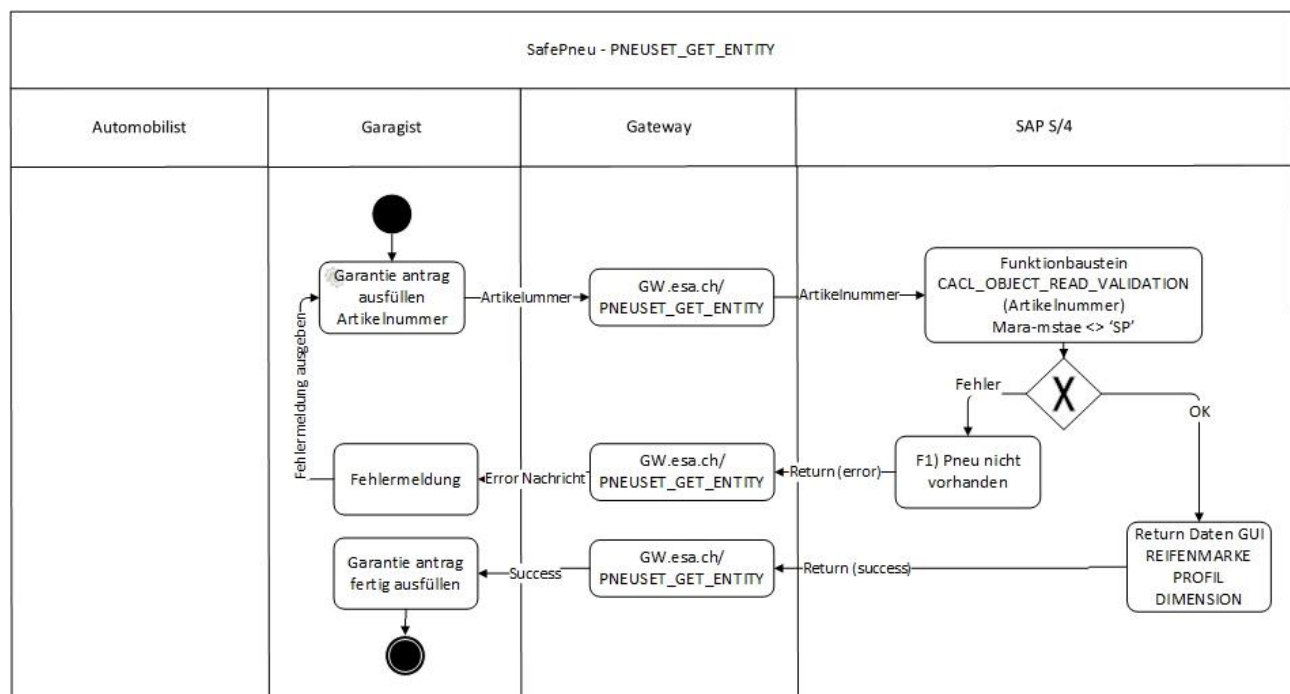 SafePneu - PNEUSET_GET_ENTITY
Automobilist
Garagist
Gateway
SAP S/4
Garantie antrag
ausfüllen
Artikelnummer
Artikelummer
GW.esa.ch/
PNEUSET_GET_ENTITY
Artikelnummer
Funktionbaustein
CACL_OBJECT_READ_VALIDATION
(Artikelnummer)
Mara-mstae <> ‘SP’
Fehlermeldung ausgeben
Fehler
X
OK
Fehlermeldung
Error Nachricht
GW.esa.ch/
PNEUSET_GET_ENTITY
Return (error)
F1) Pneu nicht
vorhanden
Garantie antrag
fertig ausfüllen
Success
GW.esa.ch/
PNEUSET_GET_ENTITY
Return (success)
Return Daten GUI
REIFENMARKE
PROFIL
DIMENSION